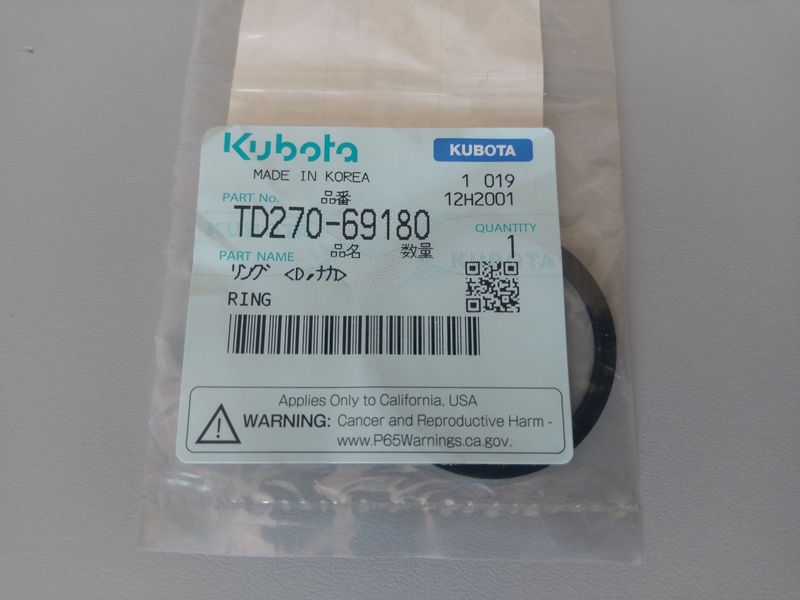 Kubota KUBOTA
MADE IN KOREA 1 019
PART No. 品番 12H2001
TD270-69180
QUANTITY
品名 数量 1
PART NAME
リング <D,ナカ>
RING
Applies Only to California, USA
WARNING: Cancer and Reproductive Harm -
www.P65Warnings.ca.gov.